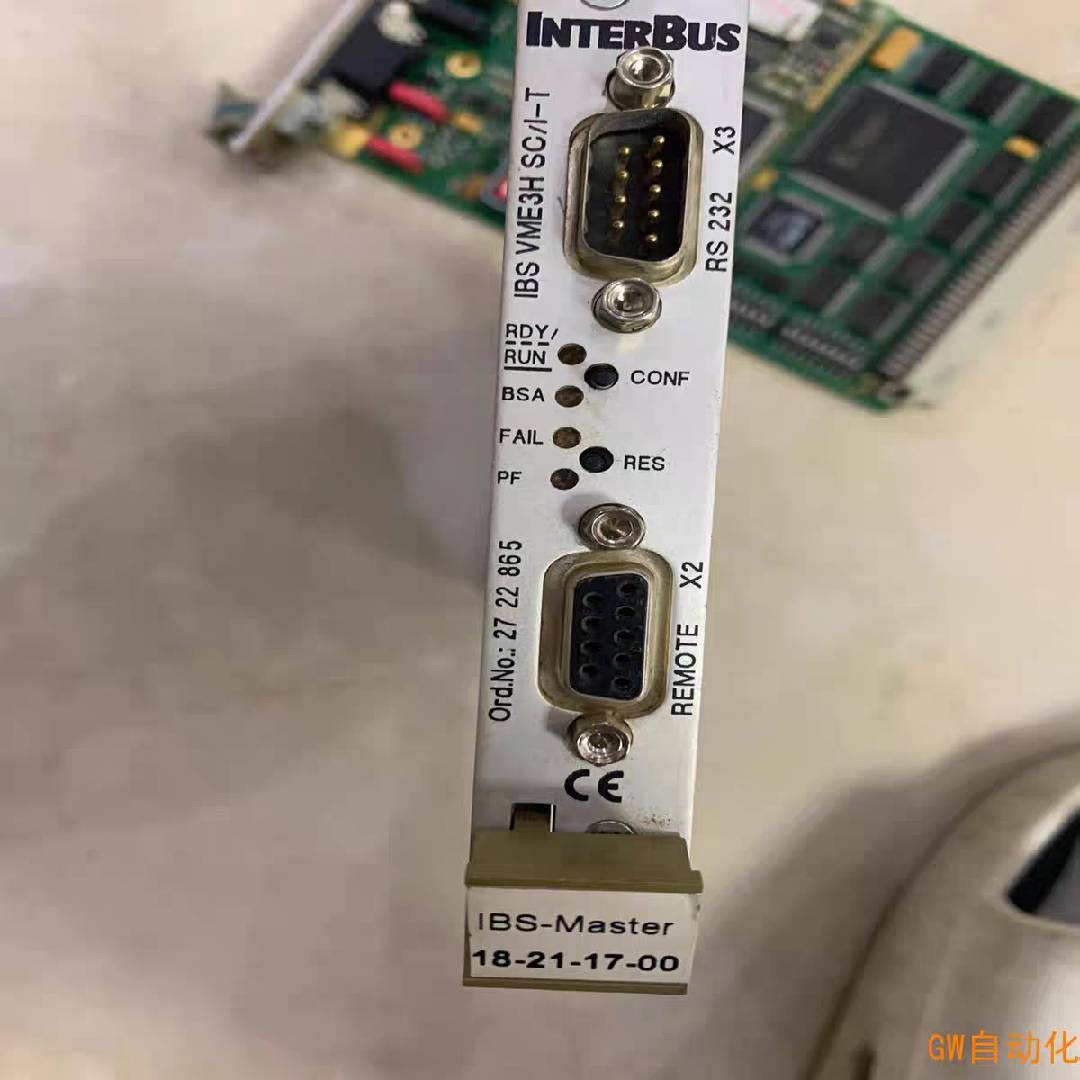 INTERBUS
IBS VME3H SC/I-T
RS 232 X3
RDY/
RUN
CONF
BSA
FAIL
RES
PF
Ord.No.: 27 22 865
REMOTE X2
CE
IBS-Master
18-21-17-00
GW自动化